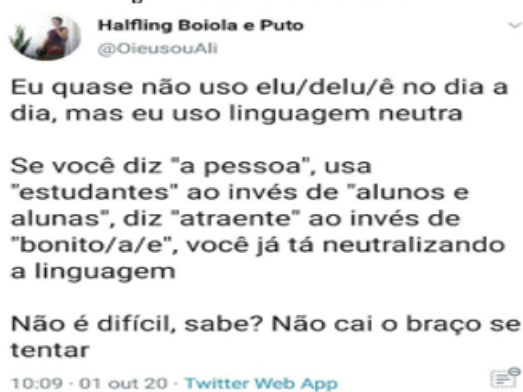 Halfling Boiola e Puto
@OieusouAli
Eu quase não uso elu/delu/ê no dia a
dia, mas eu uso linguagem neutra
Se você diz "a pessoa", usa
"estudantes" ao invés de "alunos e
alunas", diz "atraente" ao invés de
"bonito/a/e", você já tá neutralizando
a linguagem
Não é difícil, sabe? Não cai o braço se
tentar
10:09 · 01 out 20 · Twitter Web App